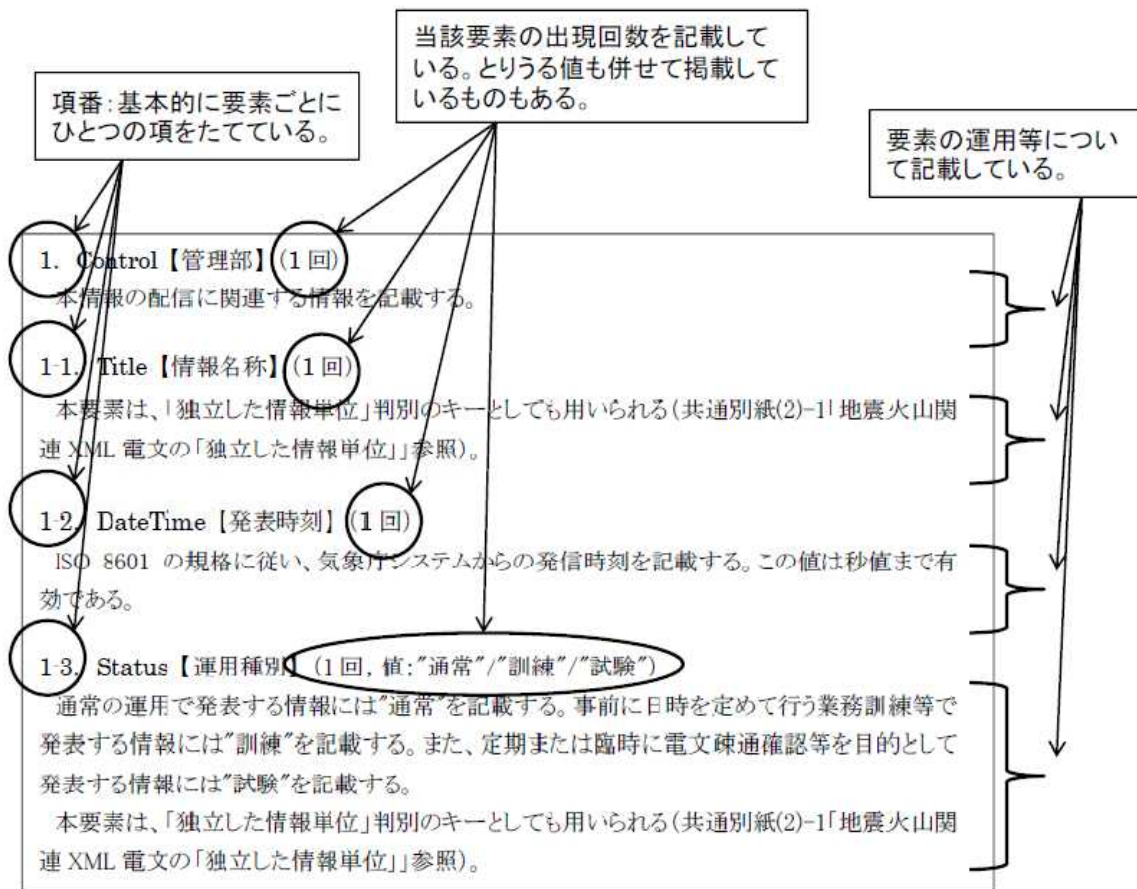 当該要素の出現回数を記載して
いる。とりうる値も併せて掲載して
いるものもある。
項番：基本的に要素ごとに
ひとつの項をたてている。
要素の運用等につい
て記載している。
1. Control【管理部】(1 回)
本情報の配信に関連する情報を記載する。
1-1. Title【情報名称】(1 回)
本要素は、「独立した情報単位」判別のキーとしても用いられる(共通別紙(2)-1「地震火山関
連 XML 電文の「独立した情報単位」」参照)。
1-2. DateTime【発表時刻】(1 回)
ISO 8601 の規格に従い、気象庁システムからの発信時刻を記載する。この値は秒値まで有
効である。
1-3. Status【運用種別】(1 回, 値:"通常"/"訓練"/"試験")
通常の運用で発表する情報には"通常"を記載する。事前に日時を定めて行う業務訓練等で
発表する情報には"訓練"を記載する。また、定期または臨時に電文疎通確認等を目的として
発表する情報には"試験"を記載する。
本要素は、「独立した情報単位」判別のキーとしても用いられる(共通別紙(2)-1「地震火山関
連 XML 電文の「独立した情報単位」」参照)。